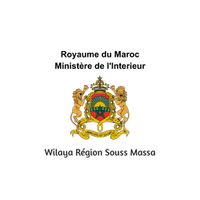 Royaume du Maroc
Ministère de l'Interieur
Wilaya Région Souss Massa